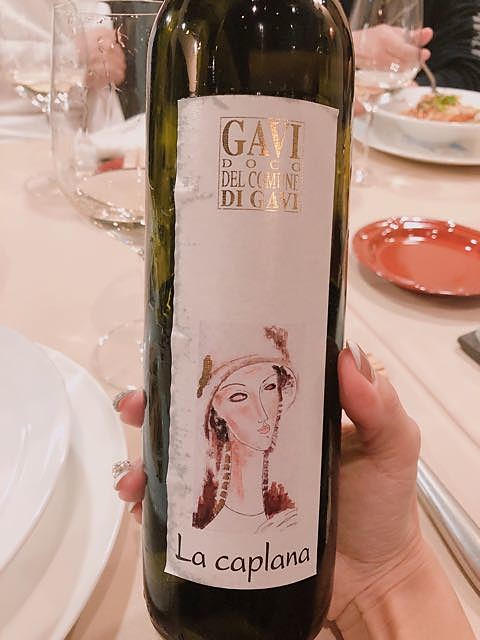 GAVI
DOCG
DEL COMUNE
DI GAVI
La caplana